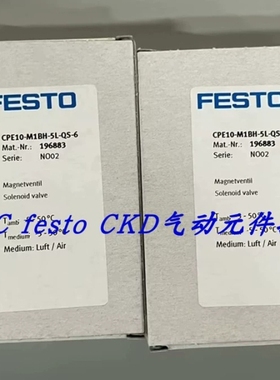 FESTO
CPE10-M1BH-5L-QS-6
Mat.-Nr.: 196883
Serie: NO02
Magnetventil
Solenoid valve
Medium: Luft / Air
FESTO
CPE10-M1BH-5L-QS
Mat.-Nr.: 196883
Serie: NO02
Magnetventil
Solenoid valve
Medium: Luft / Air
C festo CKD气动元件